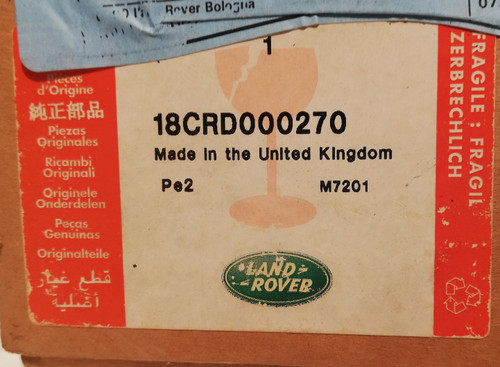 Rover Bologna
1
Pièces
d'Origine
純正部品
Piezas
Originales
Ricambi
Originali
Originele
Onderdelen
Peças
Genuinas
Originalteile
قطع غيار
أصلية
18CRD000270
Made in the United Kingdom
Pe2 M7201
LAND
ROVER
FRAGILE ; FRAGIL
ZERBRECHLICH